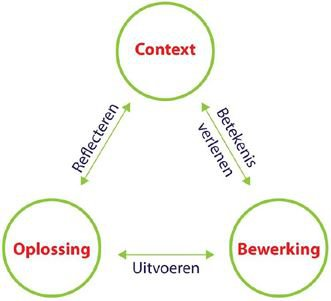 Context
Reflecteren
Betekenis
verlenen
Oplossing
Bewerking
Uitvoeren